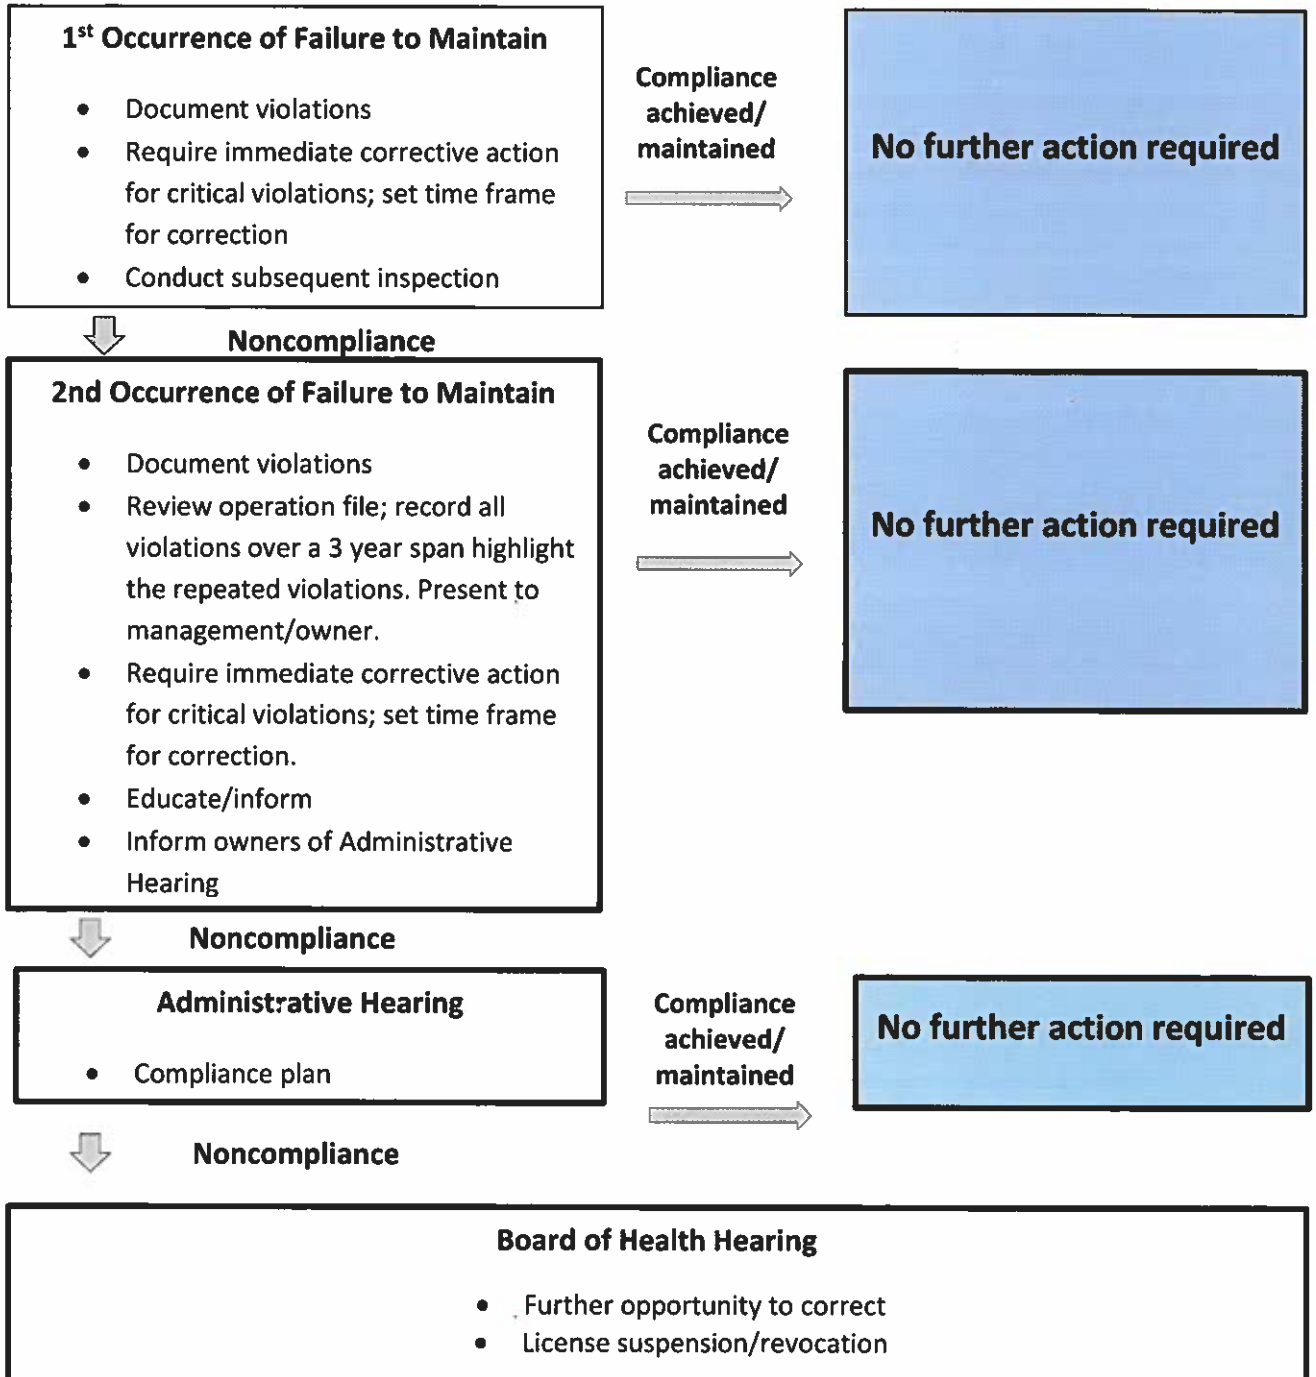 1st Occurrence of Failure to Maintain
• Document violations
• Require immediate corrective action
for critical violations; set time frame
for correction
• Conduct subsequent inspection
Compliance
achieved/
maintained
No further action required
Noncompliance
2nd Occurrence of Failure to Maintain
• Document violations
• Review operation file; record all
violations over a 3 year span highlight
the repeated violations. Present to
management/owner.
• Require immediate corrective action
for critical violations; set time frame
for correction.
• Educate/inform
• Inform owners of Administrative
Hearing
Compliance
achieved/
maintained
No further action required
Noncompliance
Administrative Hearing
• Compliance plan
Compliance
achieved/
maintained
No further action required
Noncompliance
Board of Health Hearing
• Further opportunity to correct
• License suspension/revocation